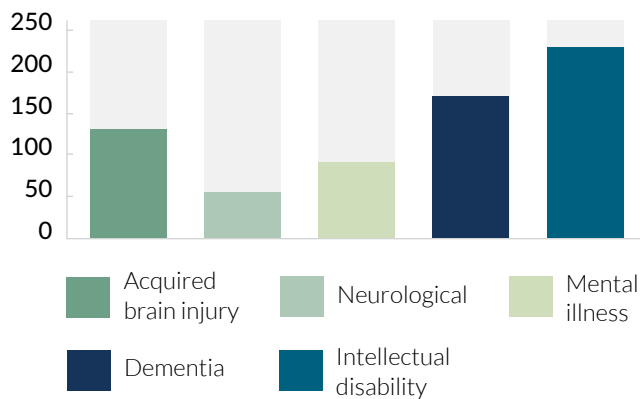 250
200
150
100
50
0
Acquired
brain injury
Neurological
Mental
illness
Dementia
Intellectual
disability